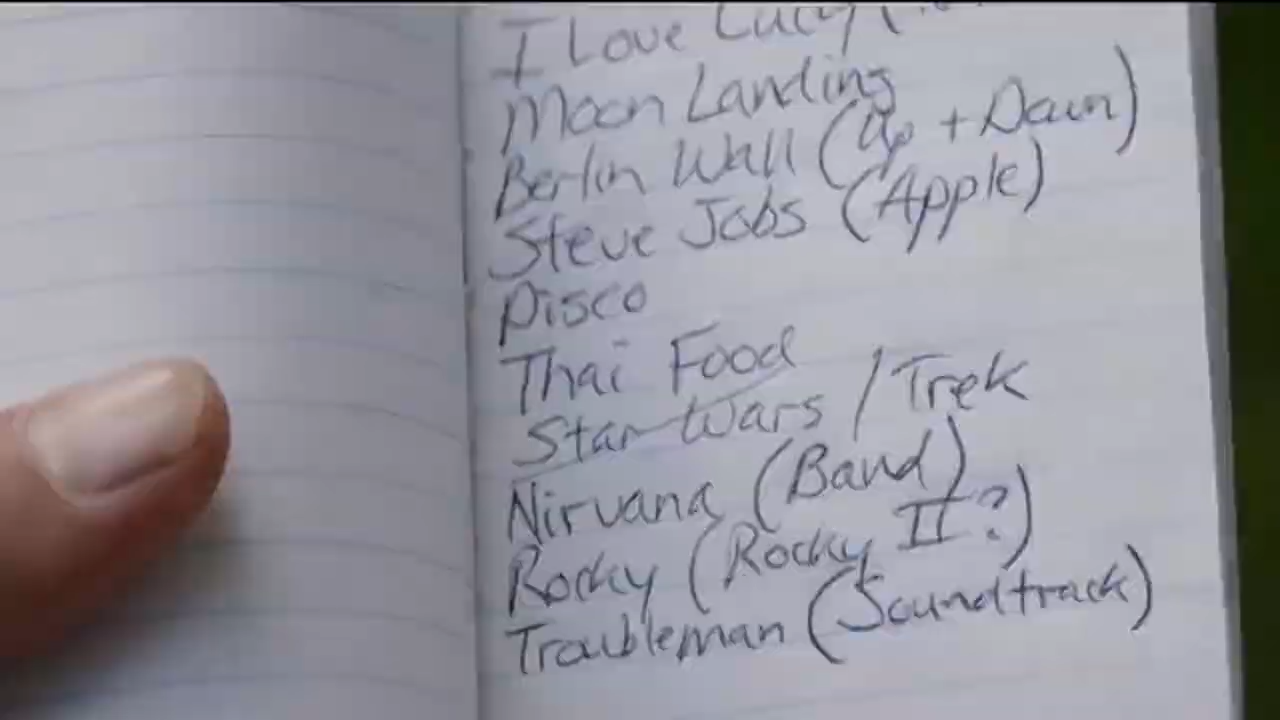 I Love Lucy (
Moon Landing
Berlin Wall (Up + Down)
Steve Jobs (Apple)
Disco
Thai Food
Star Wars / Trek
Nirvana (Band)
Rocky (Rocky II?)
Troubleman (Soundtrack)